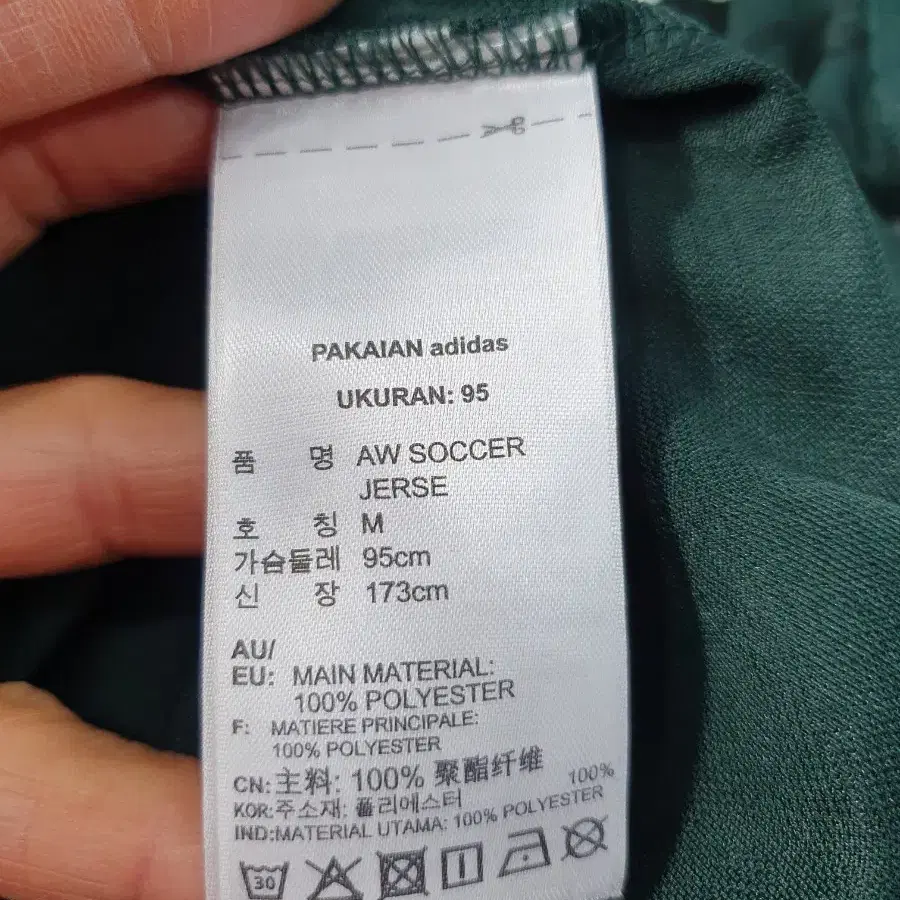 PAKAIAN adidas
UKURAN: 95
품 명 AW SOCCER
JERSE
호 칭 M
가슴둘레 95cm
신 장 173cm
AU/
EU: MAIN MATERIAL:
100% POLYESTER
F: MATIERE PRINCIPALE:
100% POLYESTER
CN:主料: 100% 聚酯纤维
KOR:주소재: 폴리에스터 100%
IND:MATERIAL UTAMA: 100% POLYESTER
30